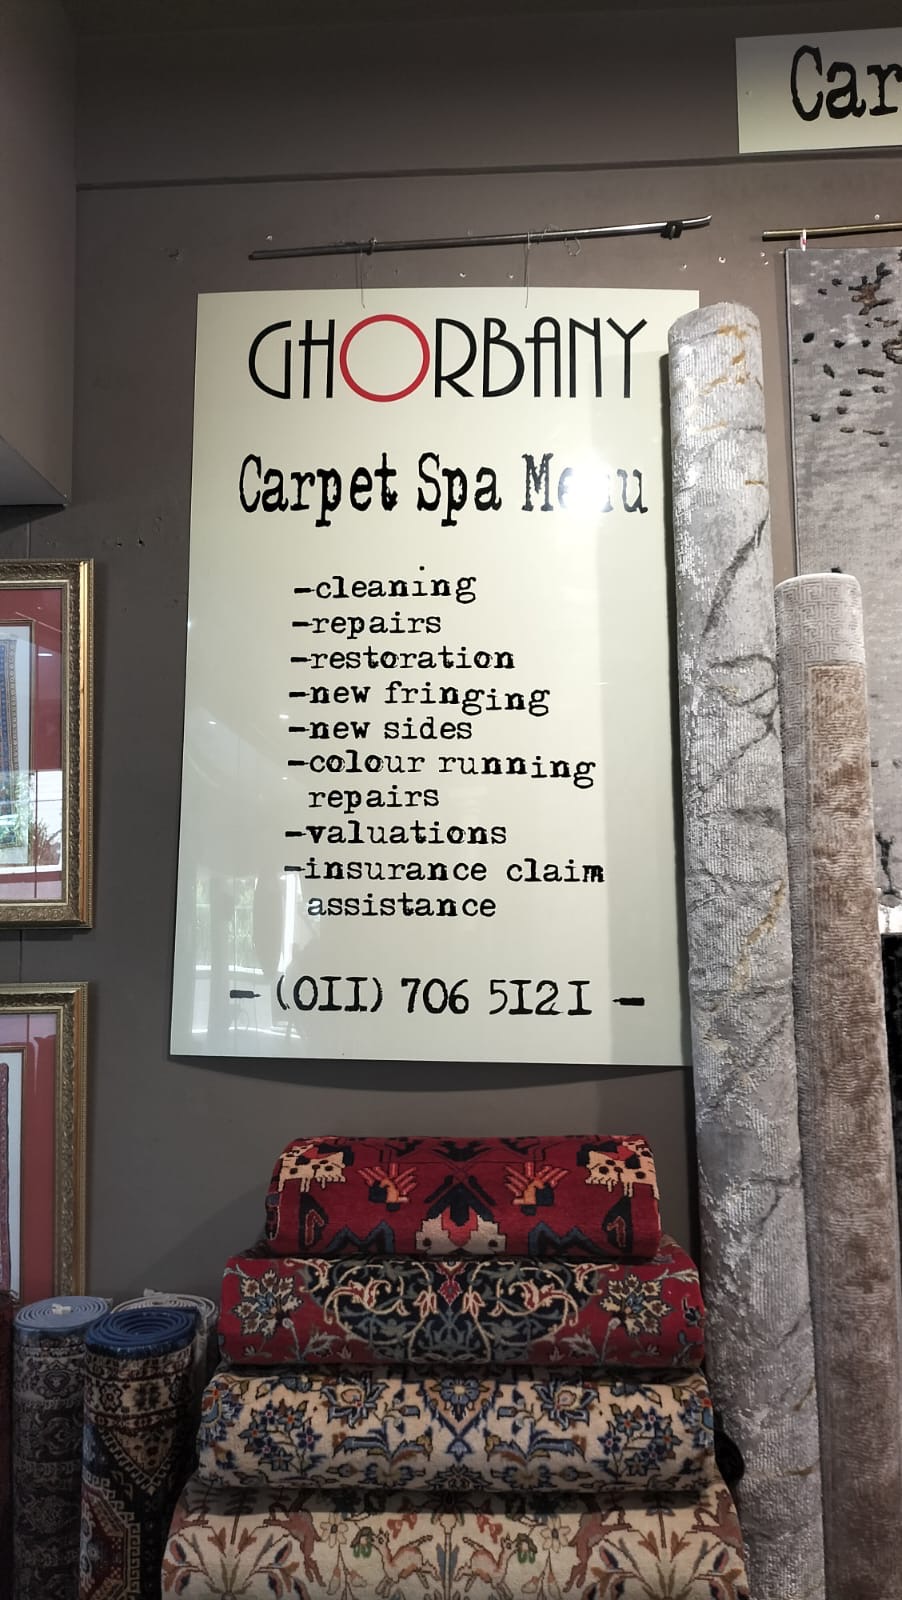 Car
GHORBANY
Carpet Spa Menu
-cleaning
-repairs
-restoration
-new fringing
-new sides
-colour running
repairs
-valuations
-insurance claim
assistance
- (011) 706 5121 -